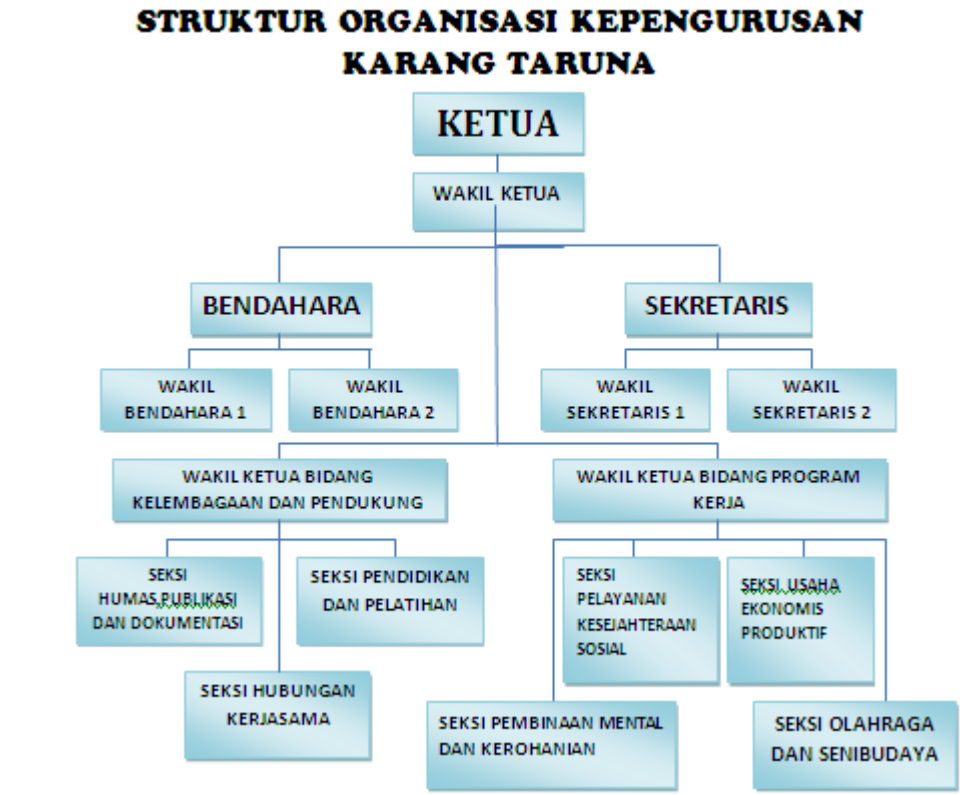 STRUKTUR ORGANISASI KEPENGURUSAN
KARANG TARUNA
KETUA
WAKIL KETUA
BENDAHARA
SEKRETARIS
WAKIL
BENDAHARA 1
WAKIL
BENDAHARA 2
WAKIL
SEKRETARIS 1
WAKIL
SEKRETARIS 2
WAKIL KETUA BIDANG
KELEMBAGAAN DAN PENDUKUNG
WAKIL KETUA BIDANG PROGRAM
KERJA
SEKSI
HUMAS,PUBLIKASI
DAN DOKUMENTASI
SEKSI PENDIDIKAN
DAN PELATIHAN
SEKSI
PELAYANAN
KESEJAHTERAAN
SOSIAL
SEKSI, USAHA
EKONOMIS
PRODUKTIF
SEKSI HUBUNGAN
KERJASAMA
SEKSI PEMBINAAN MENTAL
DAN KEROHANIAN
SEKSI OLAHRAGA
DAN SENIBUDAYA